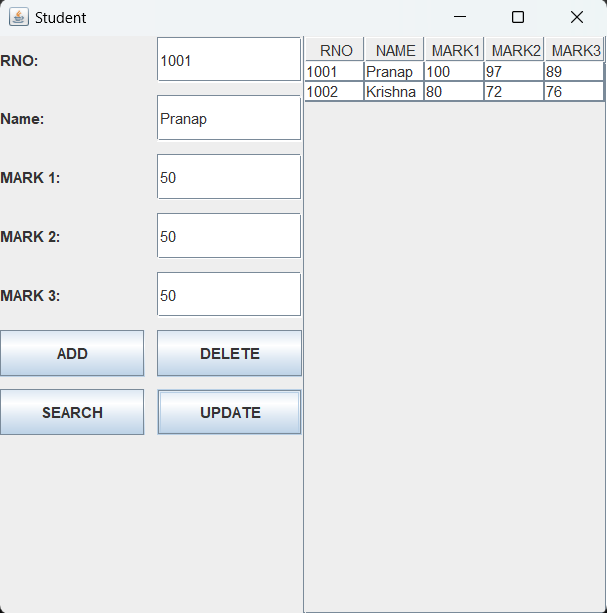 Student
RNO: 1001
Name: Pranap
MARK 1: 50
MARK 2: 50
MARK 3: 50
ADD DELETE
SEARCH UPDATE
RNO NAME MARK1 MARK2 MARK3
1001 Pranap 100 97 89
1002 Krishna 80 72 76